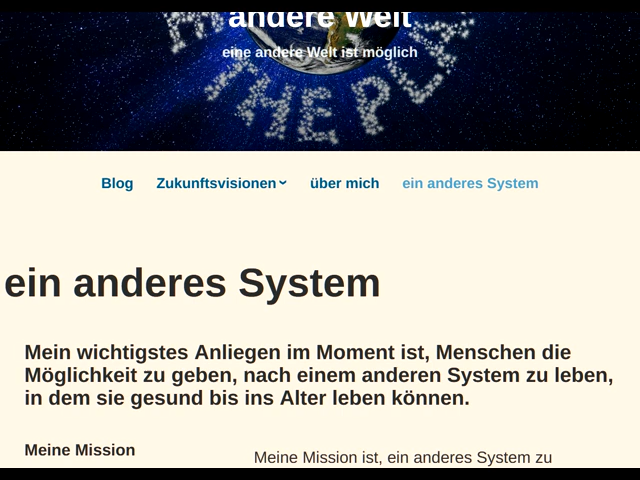 andere Welt
eine andere Welt ist möglich
THE PL
Blog Zukunftsvisionen über mich ein anderes System
ein anderes System
Mein wichtigstes Anliegen im Moment ist, Menschen die
Möglichkeit zu geben, nach einem anderen System zu leben,
in dem sie gesund bis ins Alter leben können.
Meine Mission
Meine Mission ist, ein anderes System zu